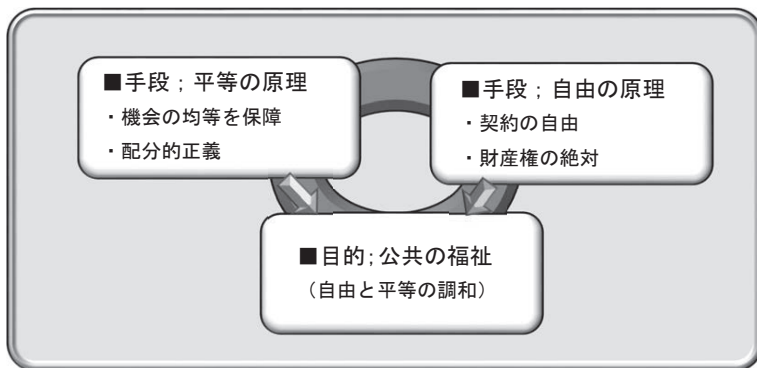 ■手段；平等の原理
・機会の均等を保障
・配分的正義
■手段；自由の原理
・契約の自由
・財産権の絶対
■目的；公共の福祉
（自由と平等の調和）